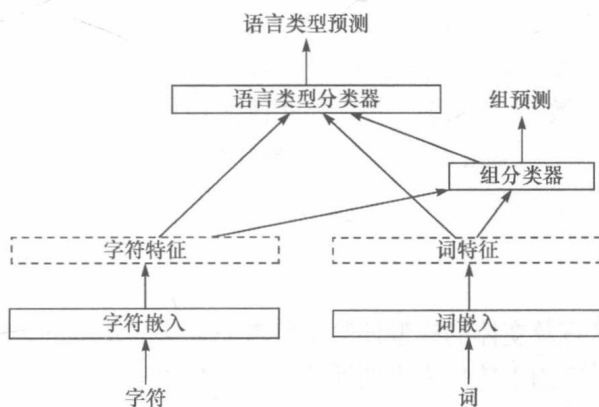 语言类型预测
语言类型分类器
组预测
组分类器
字符特征
词特征
字符嵌入
词嵌入
字符
词